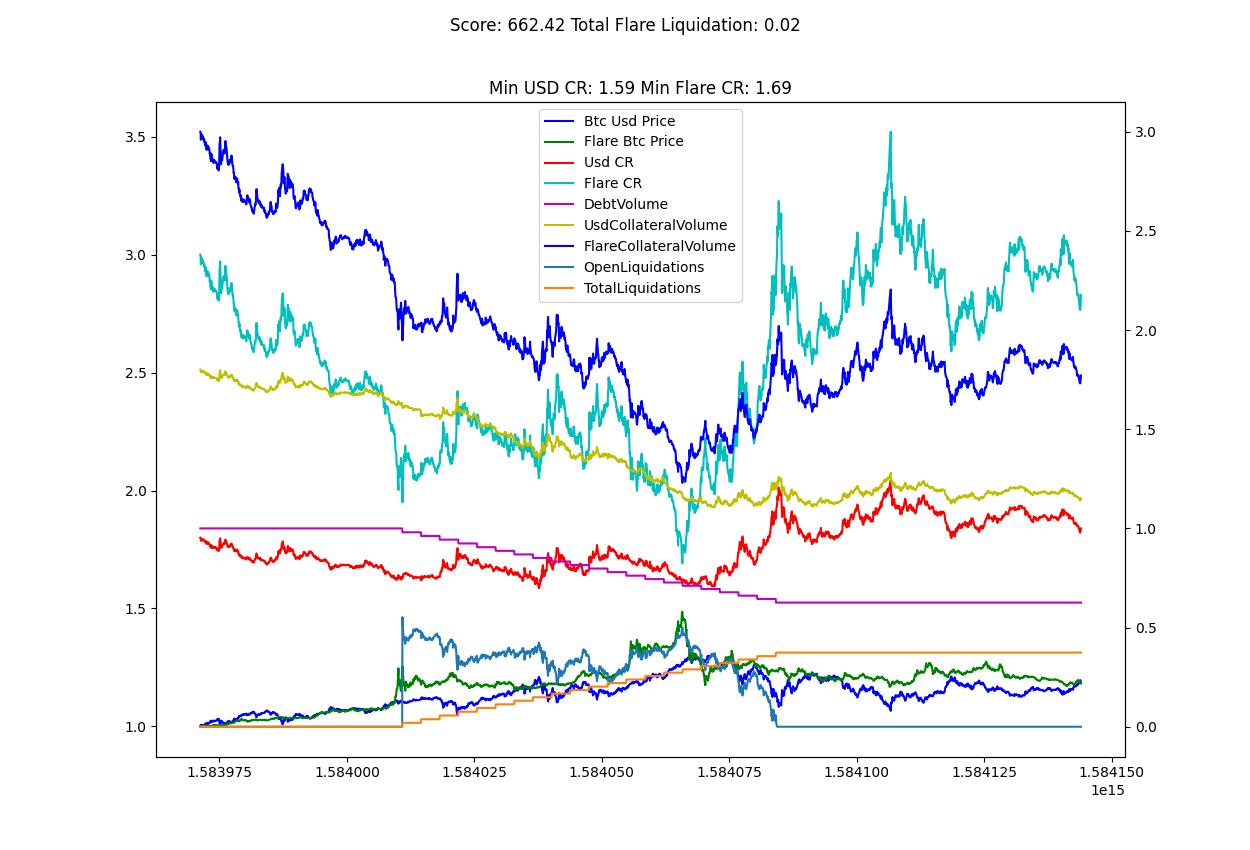 Score: 662.42 Total Flare Liquidation: 0.02
Min USD CR: 1.59 Min Flare CR: 1.69
Btc Usd Price
Flare Btc Price
Usd CR
Flare CR
DebtVolume
UsdCollateralVolume
FlareCollateralVolume
OpenLiquidations
TotalLiquidations
3.5
3.0
2.5
2.0
1.5
1.0
3.0
2.5
2.0
1.5
1.0
0.5
0.0
1.583975
1.584000
1.584025
1.584050
1.584075
1.584100
1.584125
1.584150
1e15